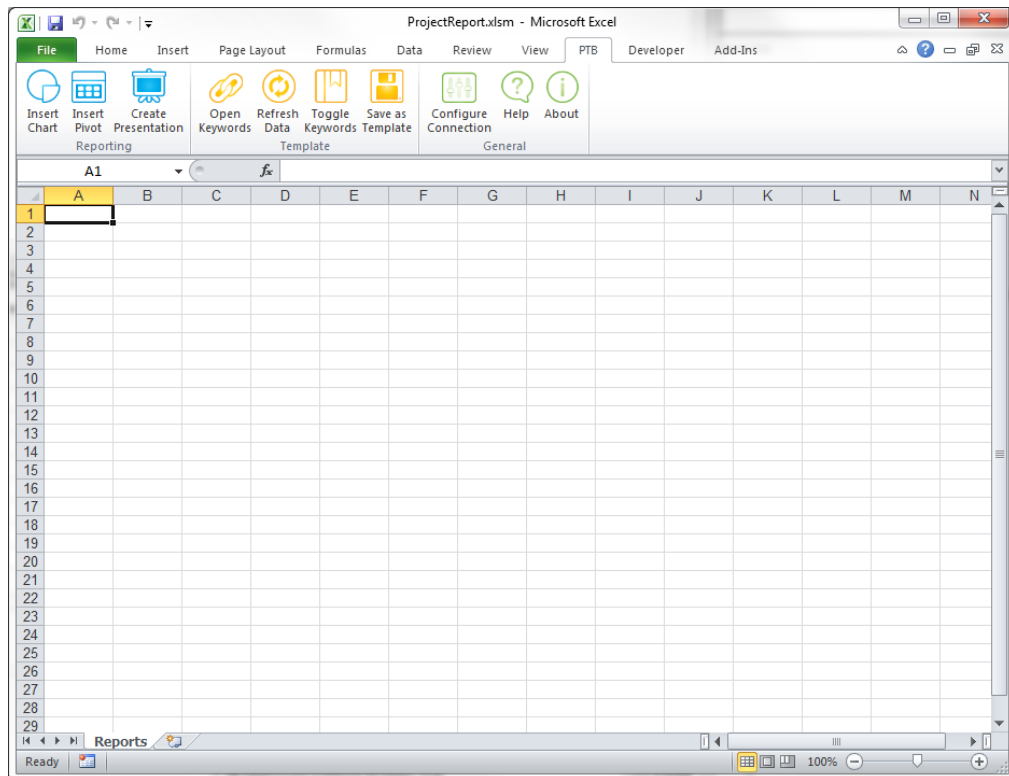 ProjectReport.xlsm - Microsoft Excel
File Home Insert Page Layout Formulas Data Review View PTB Developer Add-Ins
Insert Chart
Insert Pivot
Create Presentation
Reporting
Open Keywords
Refresh Data
Toggle Keywords
Save as Template
Template
Configure Connection
Help
About
General
A1
fx
A B C D E F G H I J K L M N
1
2
3
4
5
6
7
8
9
10
11
12
13
14
15
16
17
18
19
20
21
22
23
24
25
26
27
28
29
Reports
Ready 100%